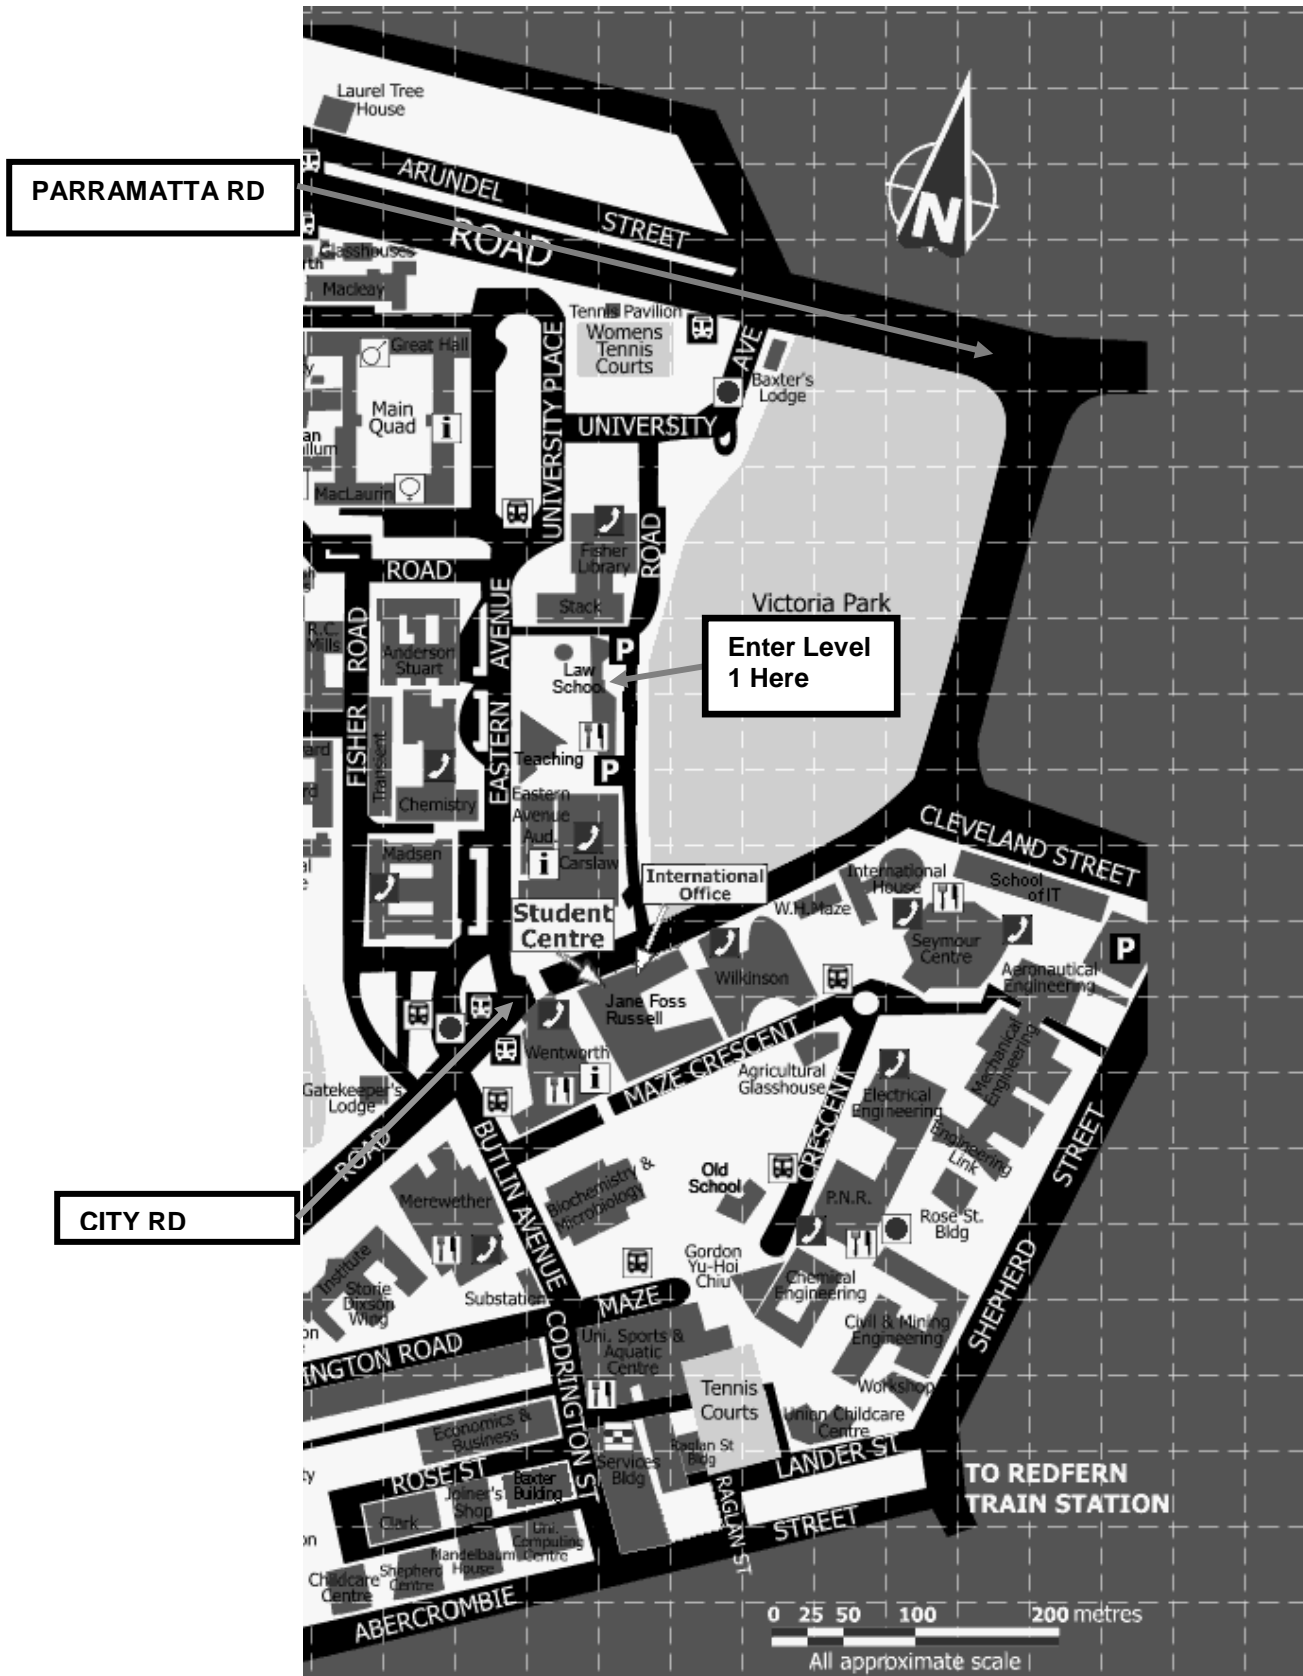 Laurel Tree
House
ARUNDEL
STREET
PARRAMATTA RD
ROAD
Glasshouses
rth
Macleay
N
Tennis Pavilion
Womens
Tennis
Courts
AVE
Baxter's
Lodge
UNIVERSITY PLACE
Great Hall
Main
Quad
i
UNIVERSITY
MacLaurin
ROAD
Fisher
Library
Stack
ROAD
FISHER ROAD
R.C.
Mills
Anderson
Stuart
EASTERN AVENUE
Victoria Park
P
Enter Level
1 Here
Law
School
Teaching
P
Transient
Chemistry
Eastern
Avenue
Aud.
Carslaw
i
Madsen
CLEVELAND STREET
International
Office
International
House
School
of IT
W.H.Maze
Student
Centre
Seymour
Centre
P
Wilkinson
Aeronautical
Engineering
Jane Foss
Russell
Wentworth
i
MAZE CRESCENT
Agricultural
Glasshouse
Mechanical
Engineering
Electrical
Engineering
Gatekeeper's
Lodge
ROAD
CRESCENT
Engineering
Link
STREET
BUTLIN AVENUE
Biochemistry &
Microbiology
Old
School
Merewether
P.N.R.
Rose St.
Bldg
CITY RD
Gordon
Yu-Hoi
Chiu
Institute
Storie
Dixson
Wing
Chemical
Engineering
Substation
MAZE
SHEPHERD
Civil & Mining
Engineering
INGTON ROAD
CODRINGTON ST
Uni. Sports &
Aquatic
Centre
Workshop
Tennis
Courts
Union Childcare
Centre
Economics &
Business
Raglan St
Bldg
LANDER ST
Services
Bldg
ROSE ST
Joiner's
Shop
Baxter
Building
RAGLAN ST
TO REDFERN
TRAIN STATION
STREET
Clark
Uni.
Computing
Centre
Mandelbaum
House
Shepherd
Centre
Childcare
Centre
ABERCROMBIE
0 25 50 100 200 metres
All approximate scale